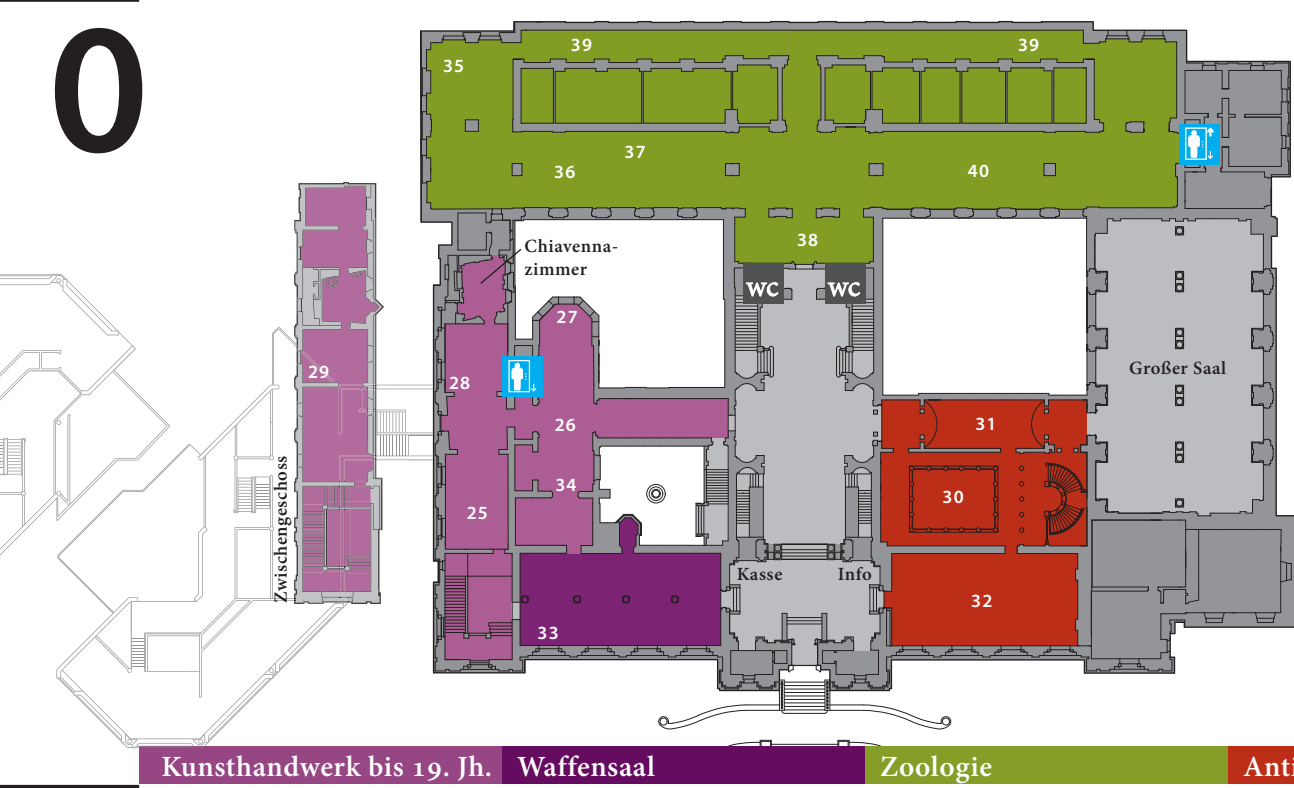 0
39
39
35
37
36
40
38
Chiavenna-
zimmer
WC
WC
27
29
28
Großer Saal
26
31
34
30
25
Zwischengeschoss
Kasse
Info
32
33
Kunsthandwerk bis 19. Jh.
Waffensaal
Zoologie
Anti